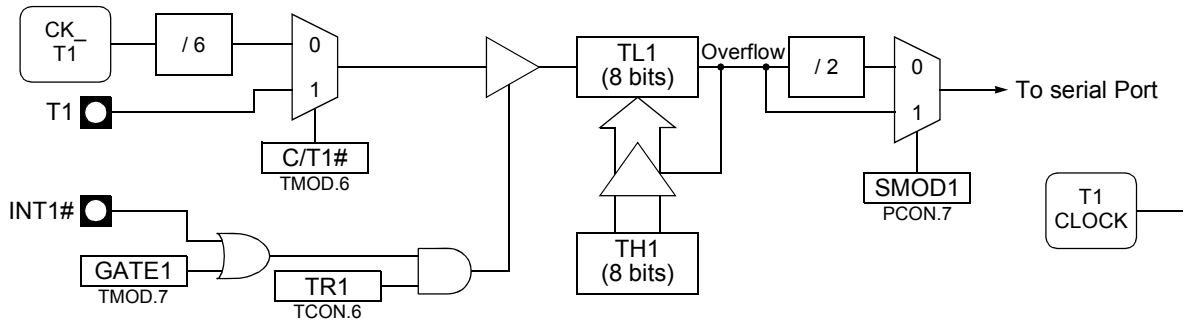 CK_
T1
/ 6
0
1
T1
C/T1#
TMOD.6
INT1#
GATE1
TMOD.7
TR1
TCON.6
TL1
(8 bits)
Overflow
/ 2
0
1
To serial Port
TH1
(8 bits)
SMOD1
PCON.7
T1
CLOCK